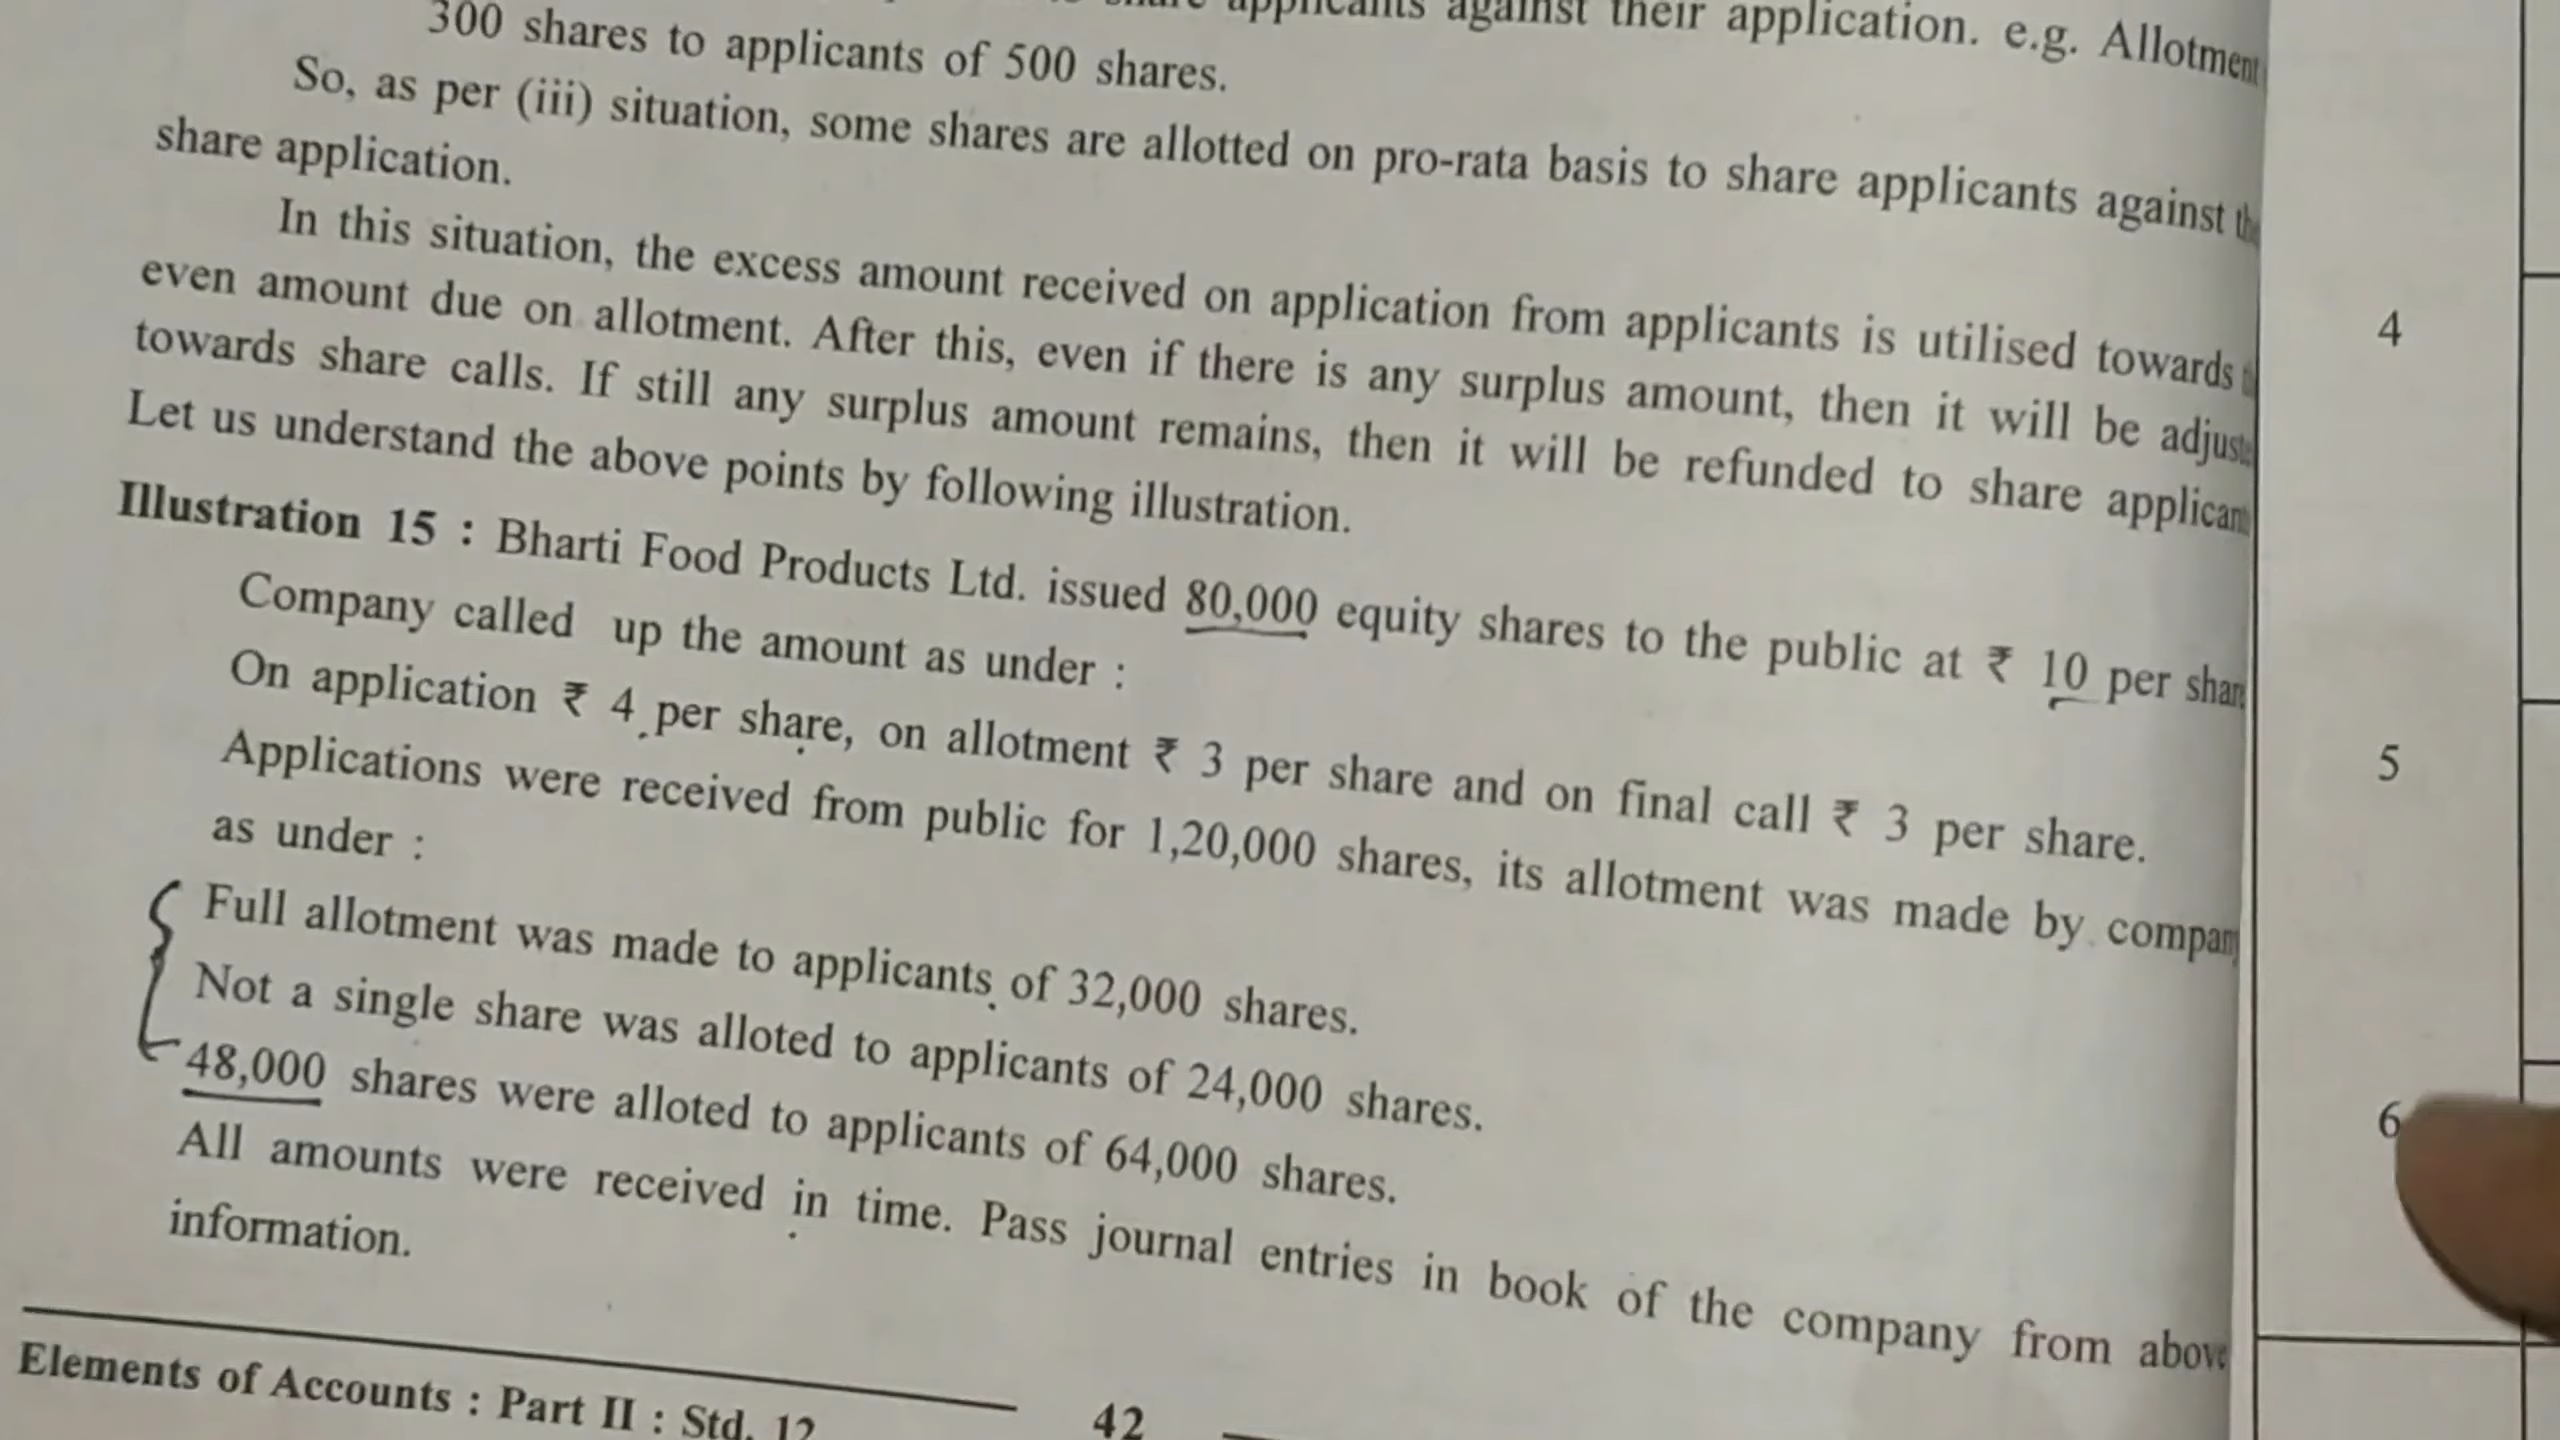 share applicants against their application. e.g. Allotment
300 shares to applicants of 500 shares.
So, as per (iii) situation, some shares are allotted on pro-rata basis to share applicants against
share application.
In this situation, the excess amount received on application from applicants is utilised towards
even amount due on allotment. After this, even if there is any surplus amount, then it will be
towards share calls. If still any surplus amount remains, then it will be refunded to share
Let us understand the above points by following illustration.
Illustration 15 : Bharti Food Products Ltd. issued 80,000 equity shares to the public at ₹ 10 per
Company called up the amount as under :
On application ₹ 4 per share, on allotment ₹ 3 per share and on final call ₹ 3 per share.
Applications were received from public for 1,20,000 shares, its allotment was made by company
as under :
Full allotment was made to applicants of 32,000 shares.
Not a single share was alloted to applicants of 24,000 shares.
48,000 shares were alloted to applicants of 64,000 shares.
All amounts were received in time. Pass journal entries in book of the company from above
information.
Elements of Accounts : Part II : Std. 12
42
4
5
6